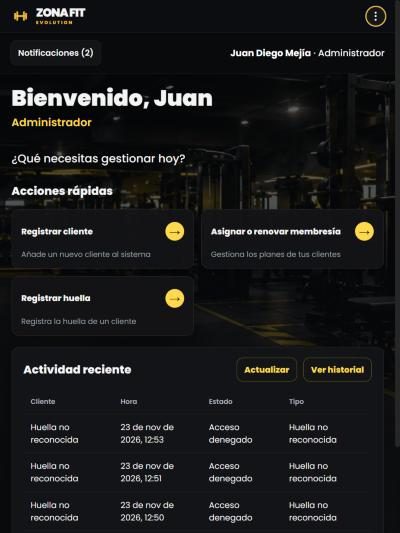 ZONA FIT
EVOLUTION
Notificaciones (2)
Juan Diego Mejía · Administrador
Bienvenido, Juan
Administrador
¿Qué necesitas gestionar hoy?
Acciones rápidas
Registrar cliente →
Añade un nuevo cliente al sistema
Asignar o renovar membresía →
Gestiona los planes de tus clientes
Registrar huella →
Registra la huella de un cliente
Actividad reciente
Actualizar
Ver historial
Cliente Hora Estado Tipo
Huella no 23 de nov de Acceso Huella no
reconocida 2026, 12:53 denegado reconocida
Huella no 23 de nov de Acceso Huella no
reconocida 2026, 12:51 denegado reconocida
Huella no 23 de nov de Acceso Huella no
reconocida 2026, 12:50 denegado reconocida